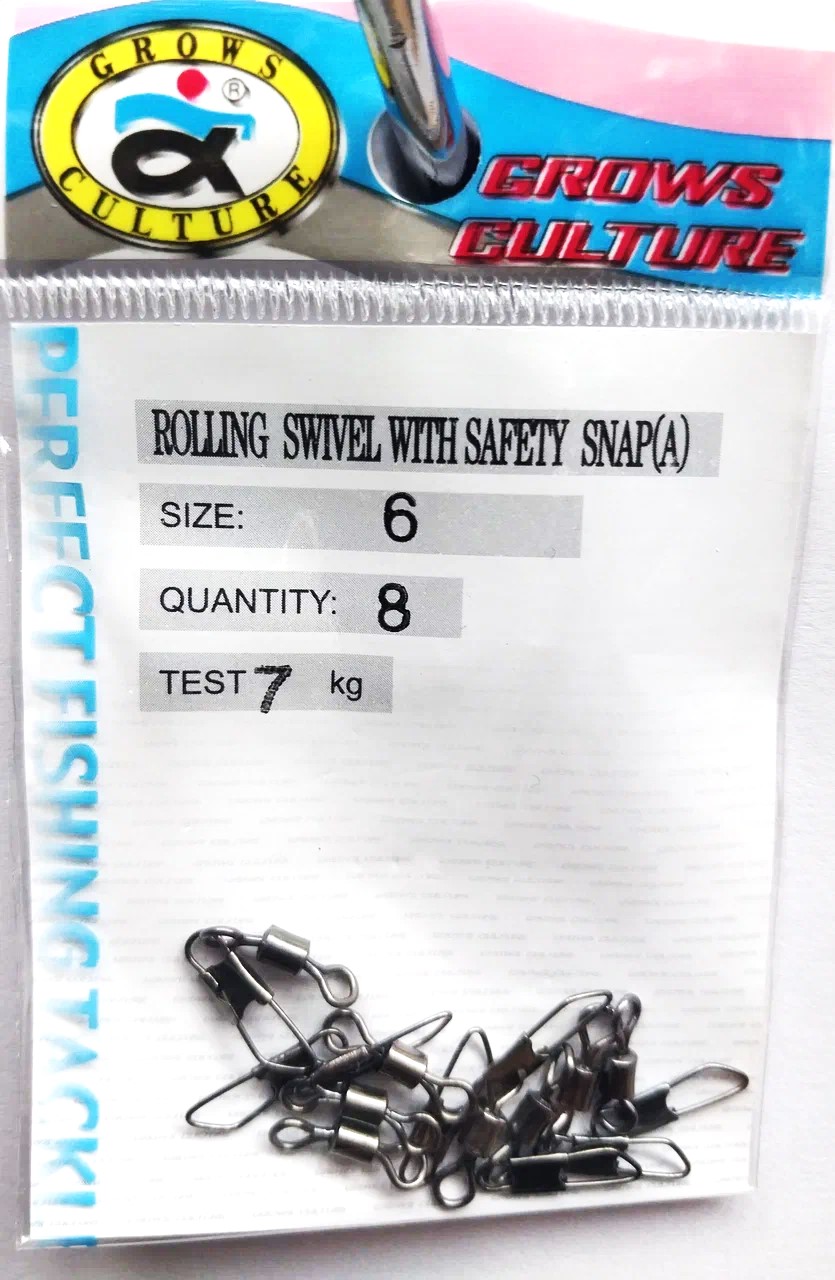 GROWS
CULTURE
®
GROWS
CULTURE
PERFECT FISHING TACKL
ROLLING SWIVEL WITH SAFETY SNAP(A)
SIZE: 6
QUANTITY: 8
TEST 7 kg